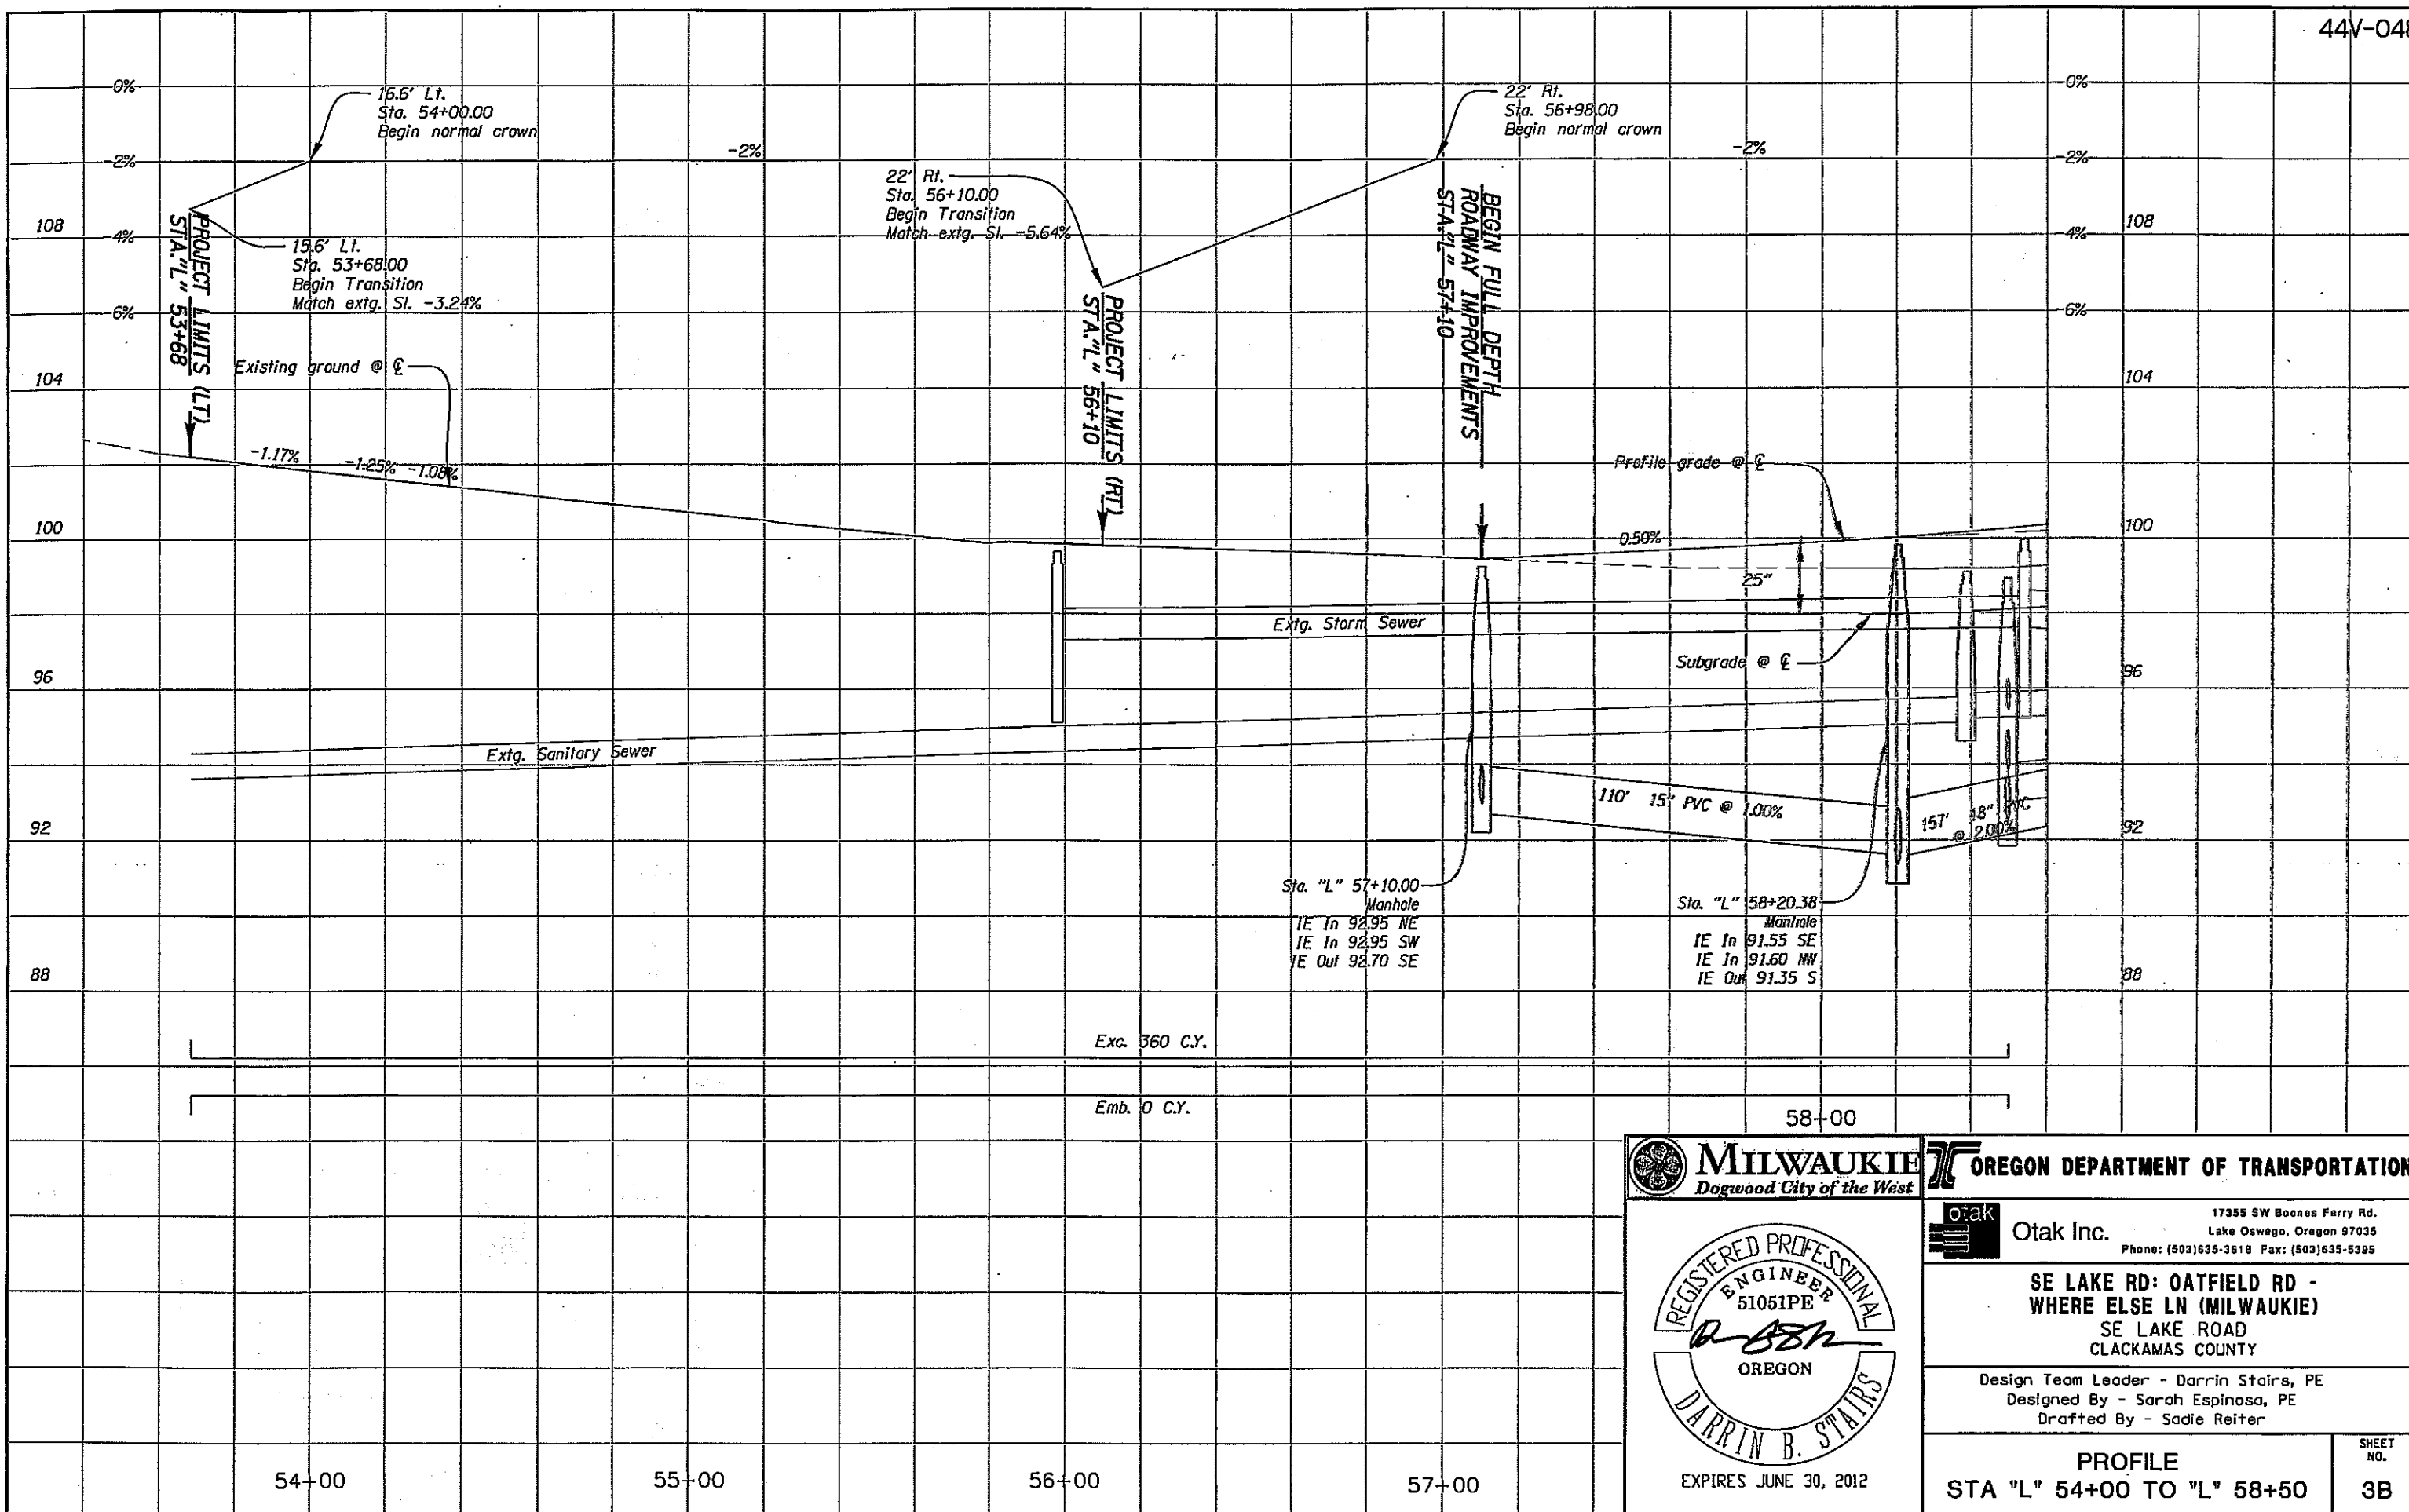 44V-048
0%
-2%
-4%
-6%
108
104
100
96
92
88
16.6' Lt.
Sta. 54+00.00
Begin normal crown
15.6' Lt.
Sta. 53+68.00
Begin Transition
Match extg. Sl. -3.24%
PROJECT LIMITS (LT)
STA."L" 53+68
Existing ground @ ℄
-1.17%
-1.25%
-1.08%
-2%
22' Rt.
Sta. 56+10.00
Begin Transition
Match extg. Sl. -5.64%
PROJECT LIMITS (RT)
STA."L" 56+10
22' Rt.
Sta. 56+98.00
Begin normal crown
-2%
BEGIN FULL DEPTH
ROADWAY IMPROVEMENTS
STA."L" 57+10
0%
-2%
-4%
-6%
108
104
100
96
92
88
Profile grade @ ℄
0.50%
25"
Extg. Storm Sewer
Subgrade @ ℄
Extg. Sanitary Sewer
110' 15" PVC @ 1.00%
157' 18" PVC
@ 2.00%
Sta. "L" 57+10.00
Manhole
IE In 92.95 NE
IE In 92.95 SW
IE Out 92.70 SE
Sta. "L" 58+20.38
Manhole
IE In 91.55 SE
IE In 91.60 NW
IE Out 91.35 S
Exc. 360 C.Y.
Emb. 0 C.Y.
58+00
54+00
55+00
56+00
57+00
MILWAUKIE
Dogwood City of the West
OREGON DEPARTMENT OF TRANSPORTATION
otak
Otak Inc.
17355 SW Boones Ferry Rd.
Lake Oswego, Oregon 97035
Phone: (503)635-3618 Fax: (503)635-5395
REGISTERED PROFESSIONAL
ENGINEER
51051PE
OREGON
DARRIN B. STAIRS
EXPIRES JUNE 30, 2012
SE LAKE RD: OATFIELD RD -
WHERE ELSE LN (MILWAUKIE)
SE LAKE ROAD
CLACKAMAS COUNTY
Design Team Leader - Darrin Stairs, PE
Designed By - Sarah Espinosa, PE
Drafted By - Sadie Reiter
PROFILE
STA "L" 54+00 TO "L" 58+50
SHEET
NO.
3B